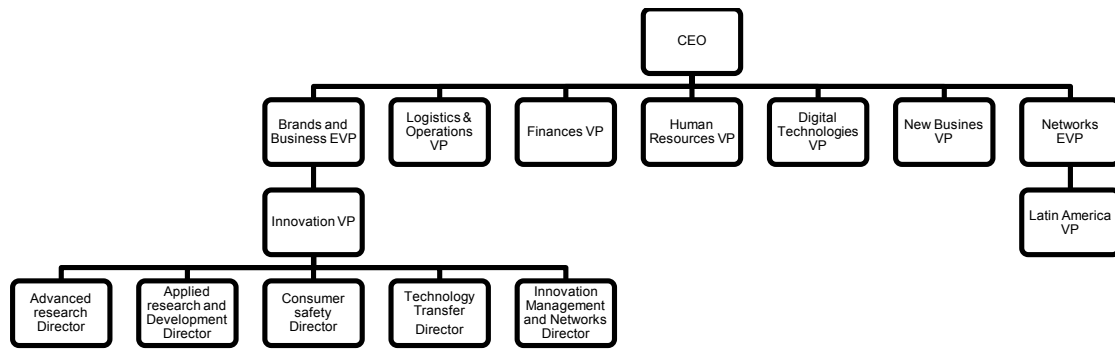 CEO
Brands and
Business EVP
Logistics &
Operations
VP
Finances VP
Human
Resources VP
Digital
Technologies
VP
New Busines
VP
Networks
EVP
Innovation VP
Latin America
VP
Advanced
research
Director
Applied
research and
Development
Director
Consumer
safety
Director
Technology
Transfer
Director
Innovation
Management
and Networks
Director